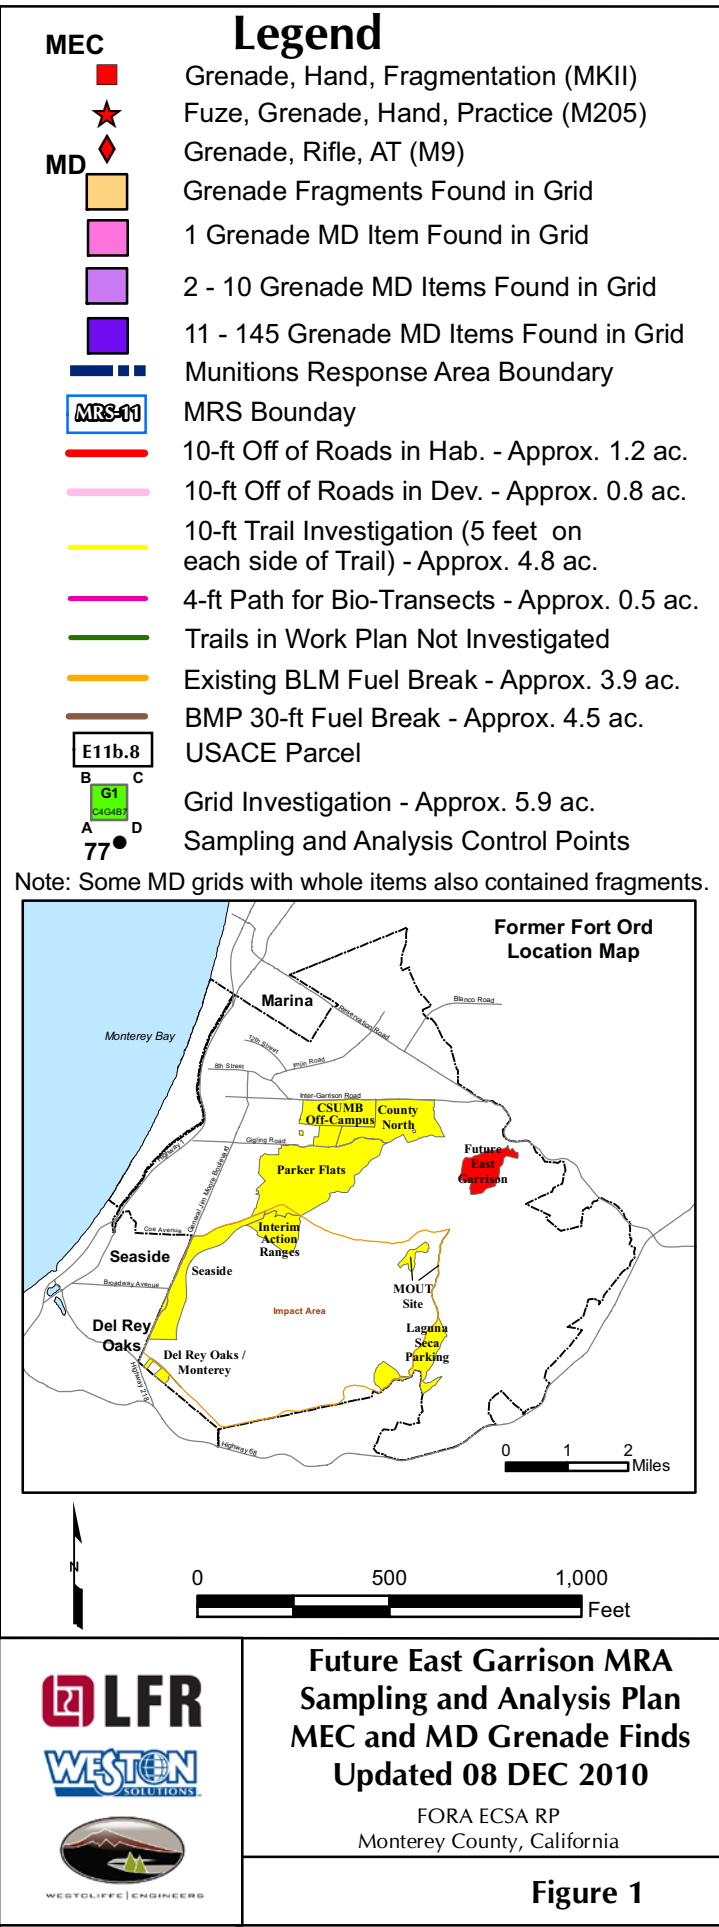 Legend
MEC
Grenade, Hand, Fragmentation (MKII)
Fuze, Grenade, Hand, Practice (M205)
Grenade, Rifle, AT (M9)
MD
Grenade Fragments Found in Grid
1 Grenade MD Item Found in Grid
2 - 10 Grenade MD Items Found in Grid
11 - 145 Grenade MD Items Found in Grid
Munitions Response Area Boundary
MRS-11
MRS Bounday
10-ft Off of Roads in Hab. - Approx. 1.2 ac.
10-ft Off of Roads in Dev. - Approx. 0.8 ac.
10-ft Trail Investigation (5 feet on
each side of Trail) - Approx. 4.8 ac.
4-ft Path for Bio-Transects - Approx. 0.5 ac.
Trails in Work Plan Not Investigated
Existing BLM Fuel Break - Approx. 3.9 ac.
BMP 30-ft Fuel Break - Approx. 4.5 ac.
E11b.8
USACE Parcel
B C
G1
C4G4B7
A D
Grid Investigation - Approx. 5.9 ac.
77
Sampling and Analysis Control Points
Note: Some MD grids with whole items also contained fragments.
Former Fort Ord
Location Map
Marina
Blanco Road
Reservation Road
Monterey Bay
12th Street
Imjin Road
8th Street
Inter-Garrison Road
CSUMB
Off-Campus
County
North
Gigling Road
Highway 1
General Jim Moore Boulevard
Parker Flats
Future
East
Garrison
Coe Avenue
Interim
Action
Ranges
Seaside
Seaside
Broadway Avenue
MOUT
Site
Impact Area
Del Rey
Oaks
Laguna
Seca
Parking
Del Rey Oaks /
Monterey
Highway 218
Highway 68
0 1 2
Miles
N
0 500 1,000
Feet
LFR
WESTON
SOLUTIONS
WESTCLIFFE | ENGINEERS
Future East Garrison MRA
Sampling and Analysis Plan
MEC and MD Grenade Finds
Updated 08 DEC 2010
FORA ECSA RP
Monterey County, California
Figure 1